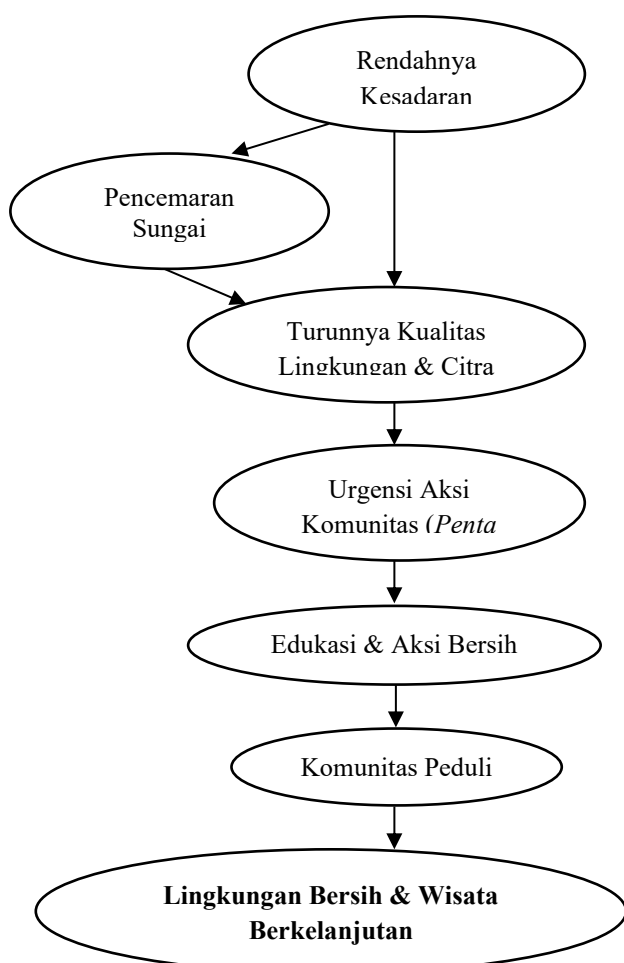 Rendahnya
Kesadaran
Pencemaran
Sungai
Turunnya Kualitas
Lingkungan & Citra
Urgensi Aksi
Komunitas (Penta
Edukasi & Aksi Bersih
Komunitas Peduli
Lingkungan Bersih & Wisata
Berkelanjutan